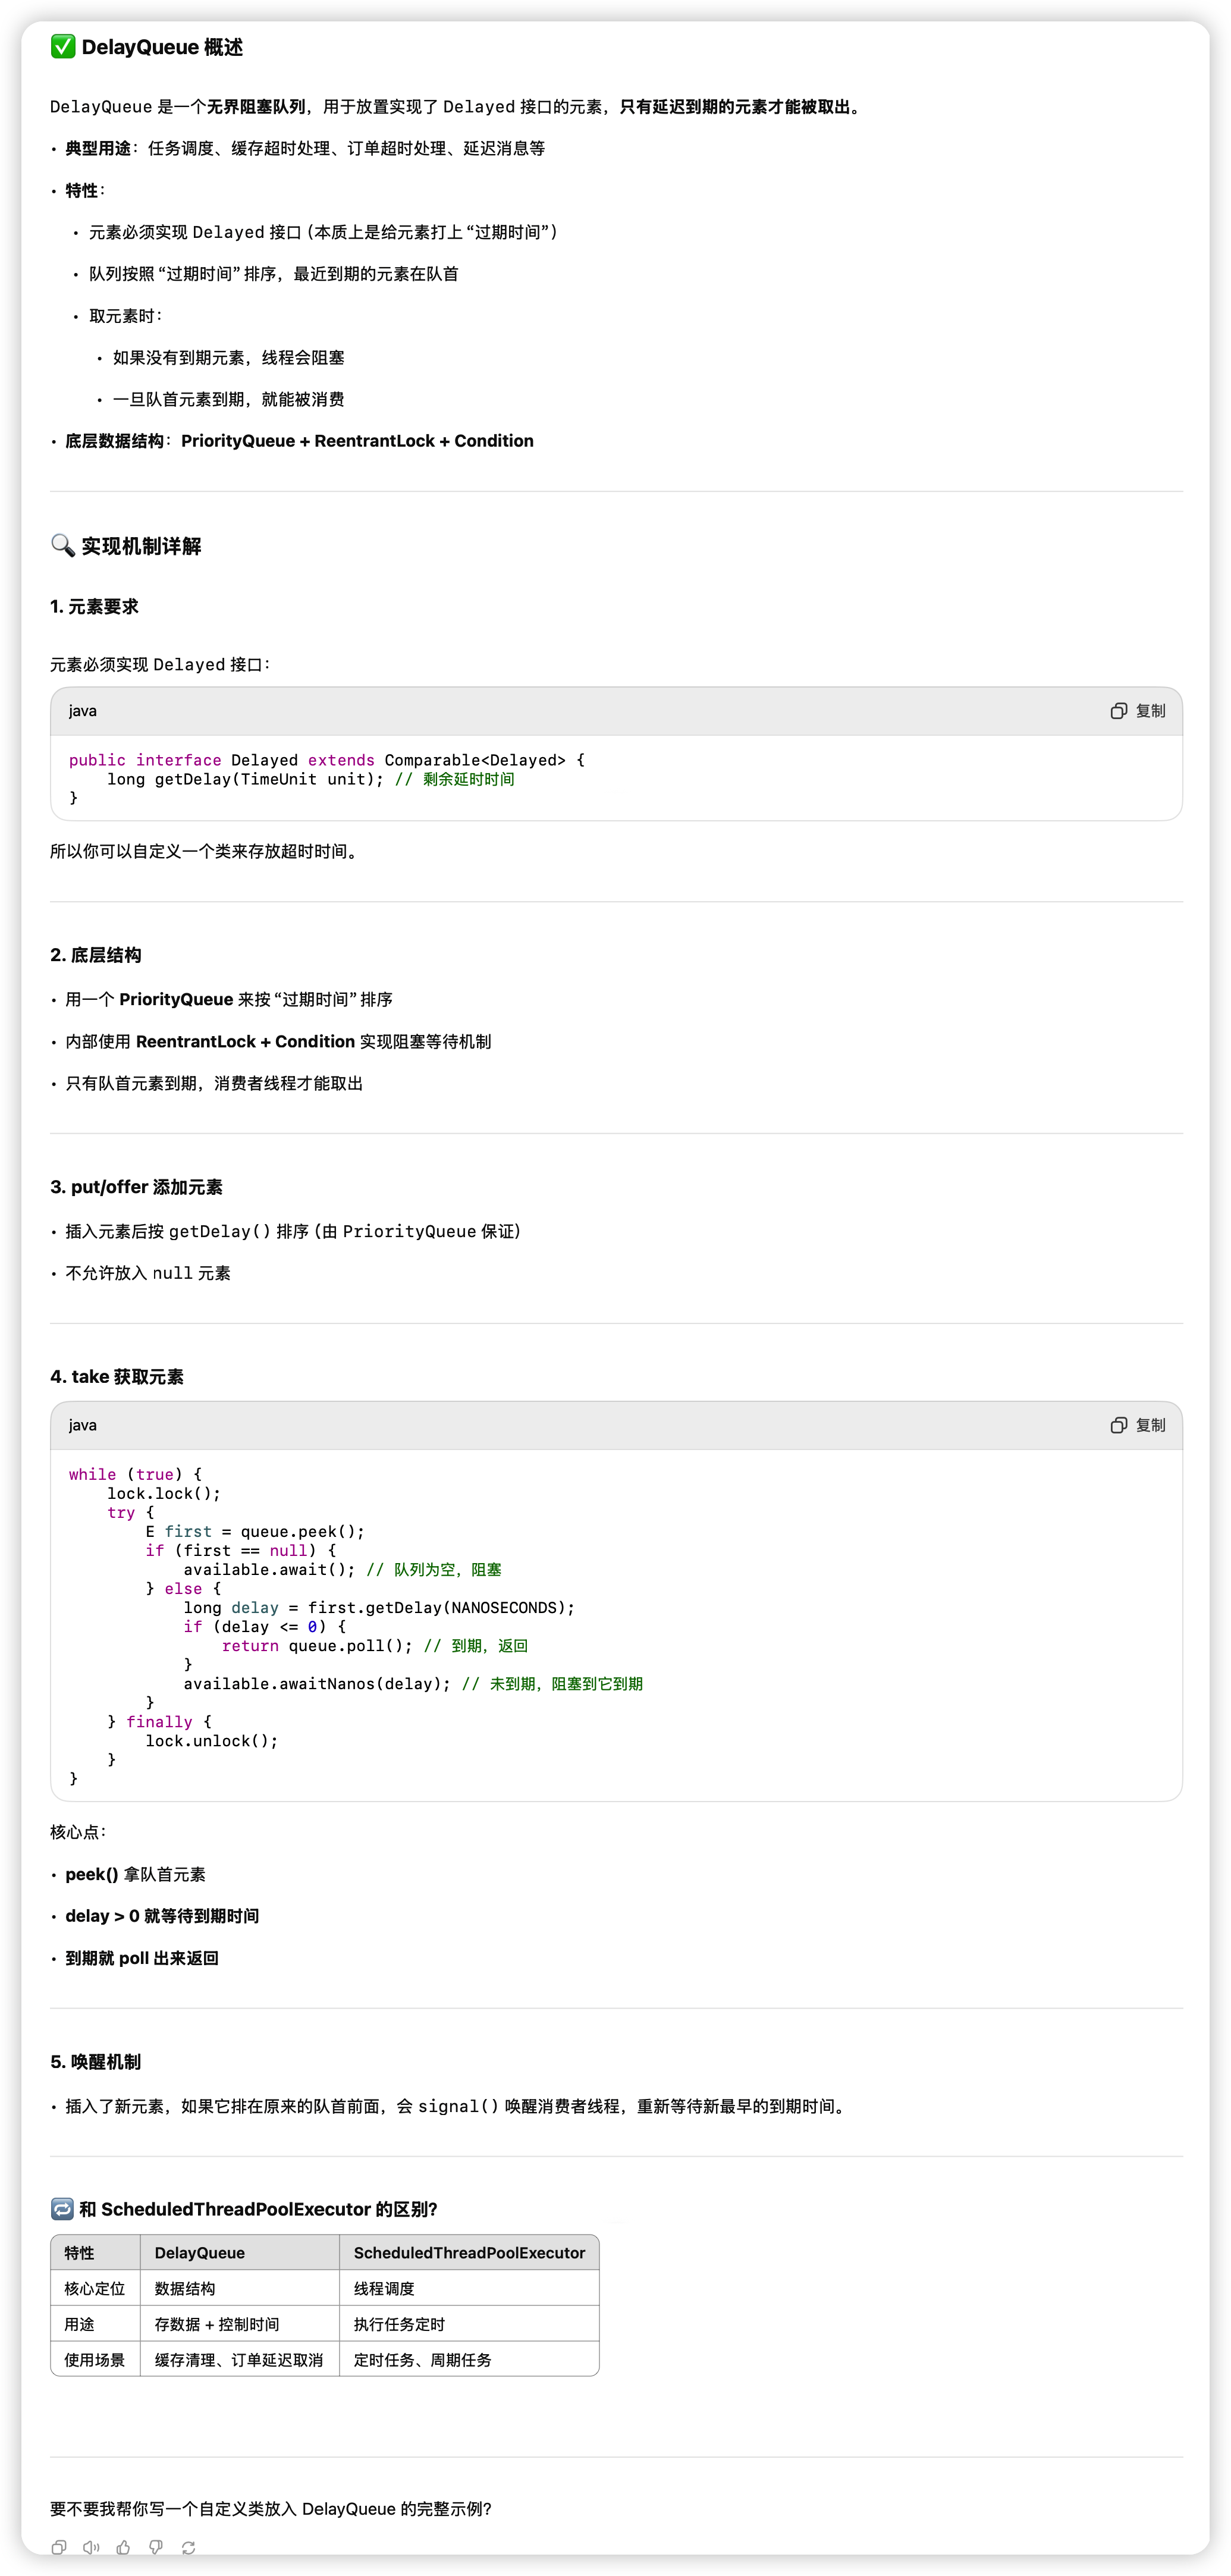 ✅ DelayQueue 概述
DelayQueue 是一个无界阻塞队列，用于放置实现了 Delayed 接口的元素，只有延迟到期的元素才能被取出。
• 典型用途：任务调度、缓存超时处理、订单超时处理、延迟消息等
• 特性：
• 元素必须实现 Delayed 接口（本质上是给元素打上“过期时间”）
• 队列按照“过期时间”排序，最近到期的元素在队首
• 取元素时：
• 如果没有到期元素，线程会阻塞
• 一旦队首元素到期，就能被消费
• 底层数据结构：PriorityQueue + ReentrantLock + Condition
🔍 实现机制详解
1. 元素要求
元素必须实现 Delayed 接口：
java 复制
public interface Delayed extends Comparable<Delayed> {
    long getDelay(TimeUnit unit); // 剩余延时时间
}
所以你可以自定义一个类来存放超时时间。
2. 底层结构
• 用一个 PriorityQueue 来按“过期时间”排序
• 内部使用 ReentrantLock + Condition 实现阻塞等待机制
• 只有队首元素到期，消费者线程才能取出
3. put/offer 添加元素
• 插入元素后按 getDelay() 排序（由 PriorityQueue 保证）
• 不允许放入 null 元素
4. take 获取元素
java 复制
while (true) {
    lock.lock();
    try {
        E first = queue.peek();
        if (first == null) {
            available.await(); // 队列为空，阻塞
        } else {
            long delay = first.getDelay(NANOSECONDS);
            if (delay <= 0) {
                return queue.poll(); // 到期，返回
            }
            available.awaitNanos(delay); // 未到期，阻塞到它到期
        }
    } finally {
        lock.unlock();
    }
}
核心点：
• peek() 拿队首元素
• delay > 0 就等待到期时间
• 到期就 poll 出来返回
5. 唤醒机制
• 插入了新元素，如果它排在原来的队首前面，会 signal() 唤醒消费者线程，重新等待新最早的到期时间。
🔁 和 ScheduledThreadPoolExecutor 的区别？
特性 DelayQueue ScheduledThreadPoolExecutor
核心定位 数据结构 线程调度
用途 存数据 + 控制时间 执行任务定时
使用场景 缓存清理、订单延迟取消 定时任务、周期任务
要不要我帮你写一个自定义类放入 DelayQueue 的完整示例？